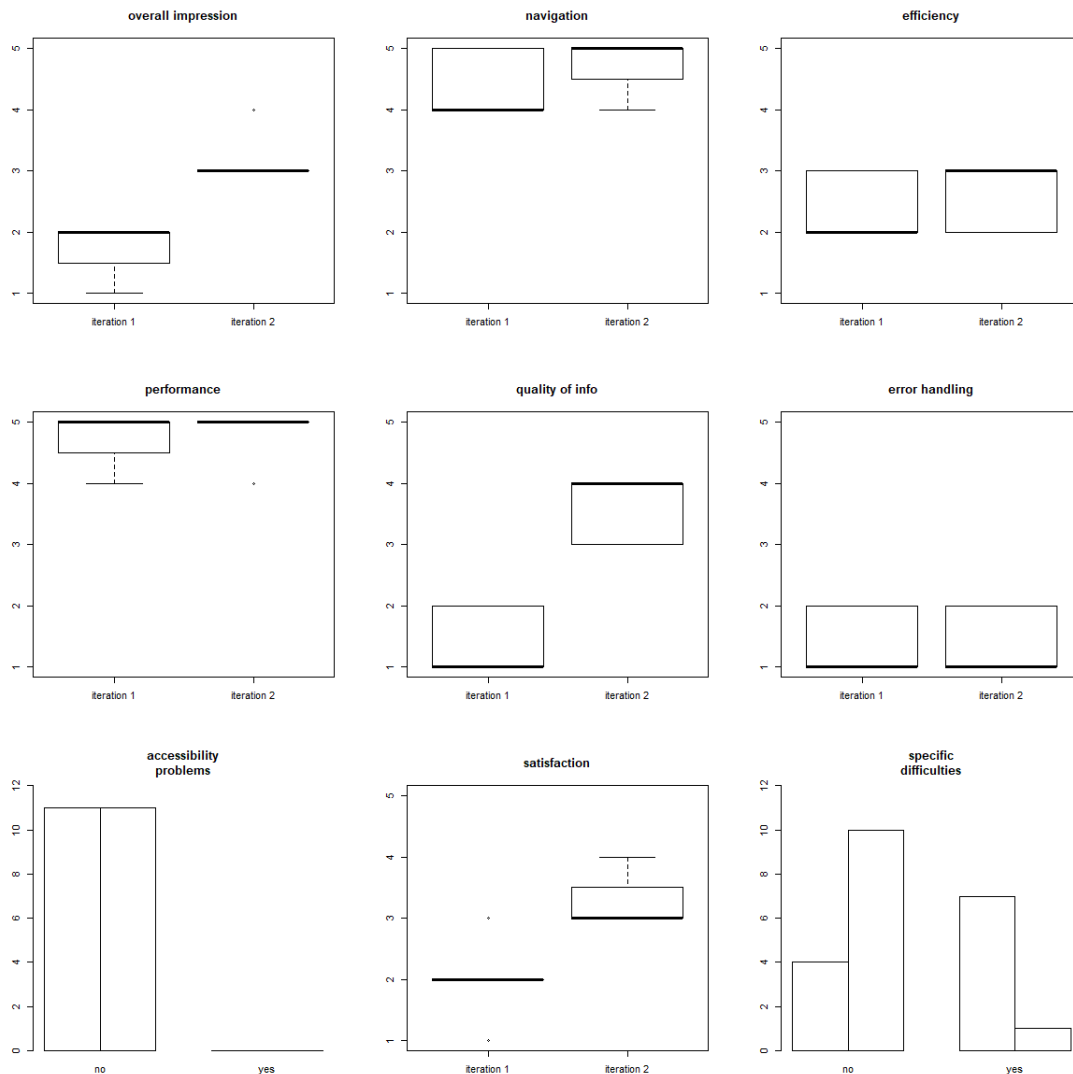 overall impression
navigation
efficiency
5
4
3
2
1
iteration 1
iteration 2
5
4
3
2
1
iteration 1
iteration 2
5
4
3
2
1
iteration 1
iteration 2
performance
quality of info
error handling
5
4
3
2
1
iteration 1
iteration 2
5
4
3
2
1
iteration 1
iteration 2
5
4
3
2
1
iteration 1
iteration 2
accessibility
problems
satisfaction
specific
difficulties
12
10
8
6
4
2
0
no
yes
5
4
3
2
1
iteration 1
iteration 2
12
10
8
6
4
2
0
no
yes